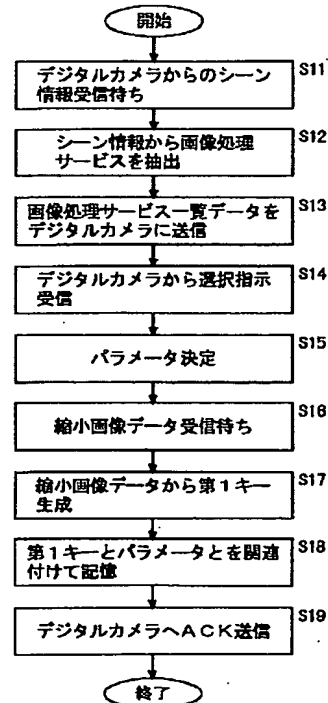 開始
デジタルカメラからのシーン
情報受信待ち
S11
シーン情報から画像処理
サービスを抽出
S12
画像処理サービス一覧データを
デジタルカメラに送信
S13
デジタルカメラから選択指示
受信
S14
パラメータ決定
S15
縮小画像データ受信待ち
S16
縮小画像データから第1キー
生成
S17
第1キーとパラメータとを関連
付けて記憶
S18
デジタルカメラへACK送信
S19
終了